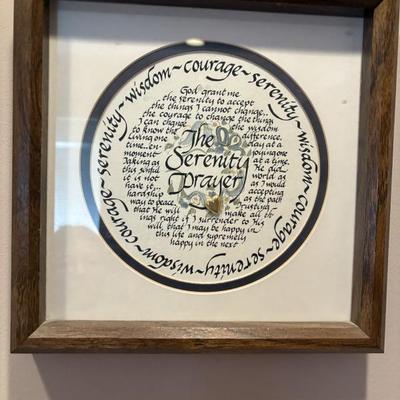 serenity~wisdom~courage~serenity~wisdom~courage~serenity~wisdom~courage~
God grant me
the serenity to accept
the things I cannot change...
the courage to change the things
I can change the wisdom
to know the difference.
Living one day at a
time...en- joying one
moment at a time.
Taking as He did,
this sinful world as
it is not as I would
have it... accepting
hardship as the path
way to peace. Trusting~
that He will make all th
ings right if I surrender to His
will, that I may be happy in
this life and supremely
happy in the next
The
Serenity
Prayer